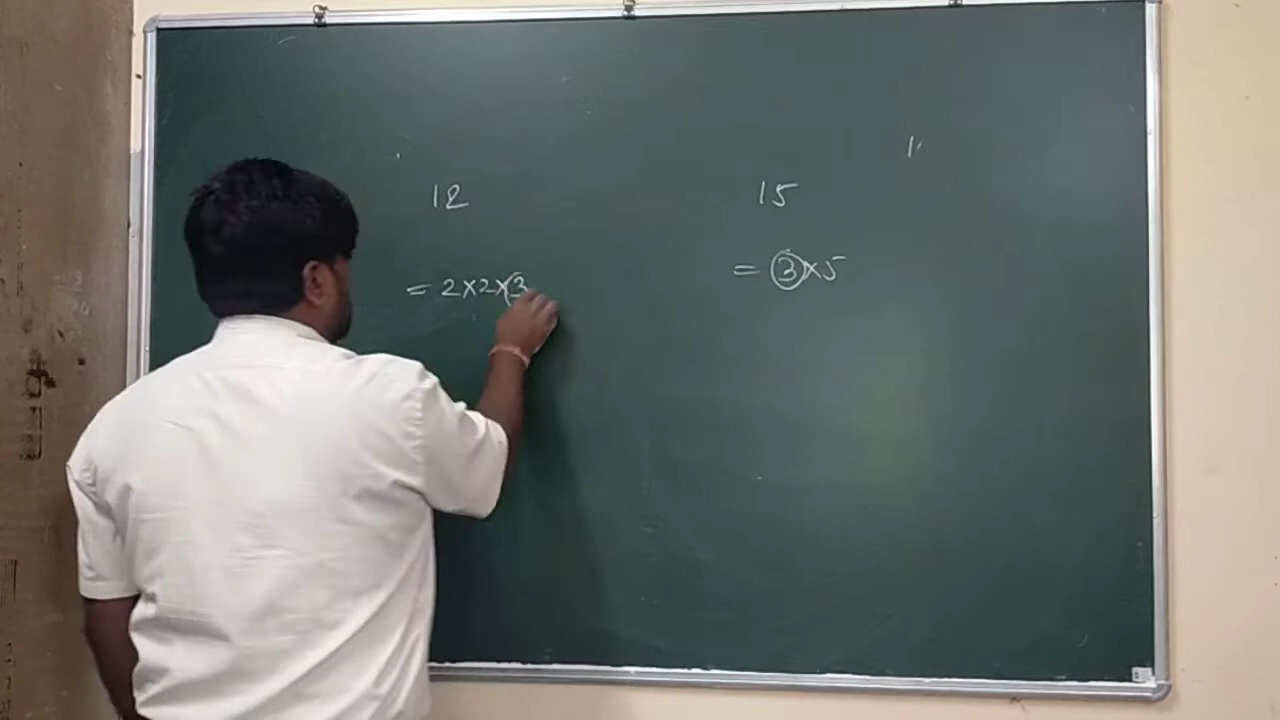 12 15
= 2x2x3 = 3x5